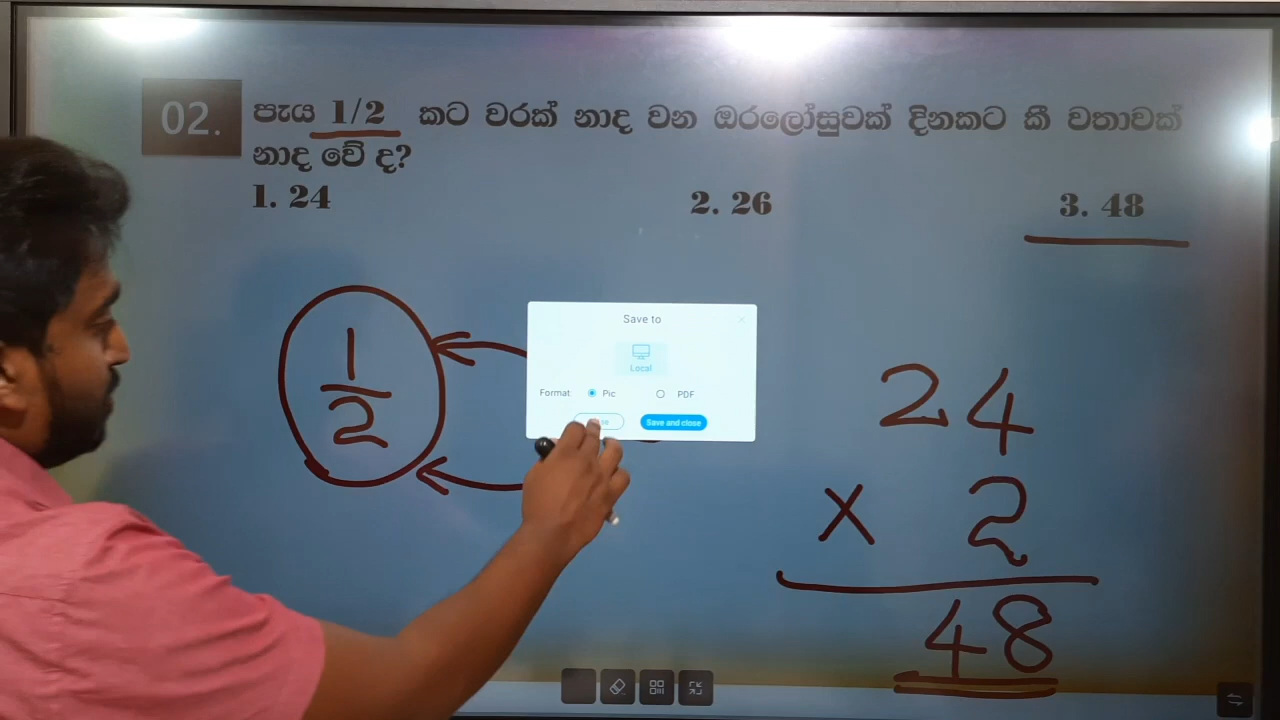 02.
පැය 1/2 කට වරක් නාද වන ඔරලෝසුවක් දිනකට කී වතාවක්
නාද වේ ද?
1. 24
2. 26
3. 48
1
2
Save to
Local
Format: Pic PDF
Save and close
24
x 2
48